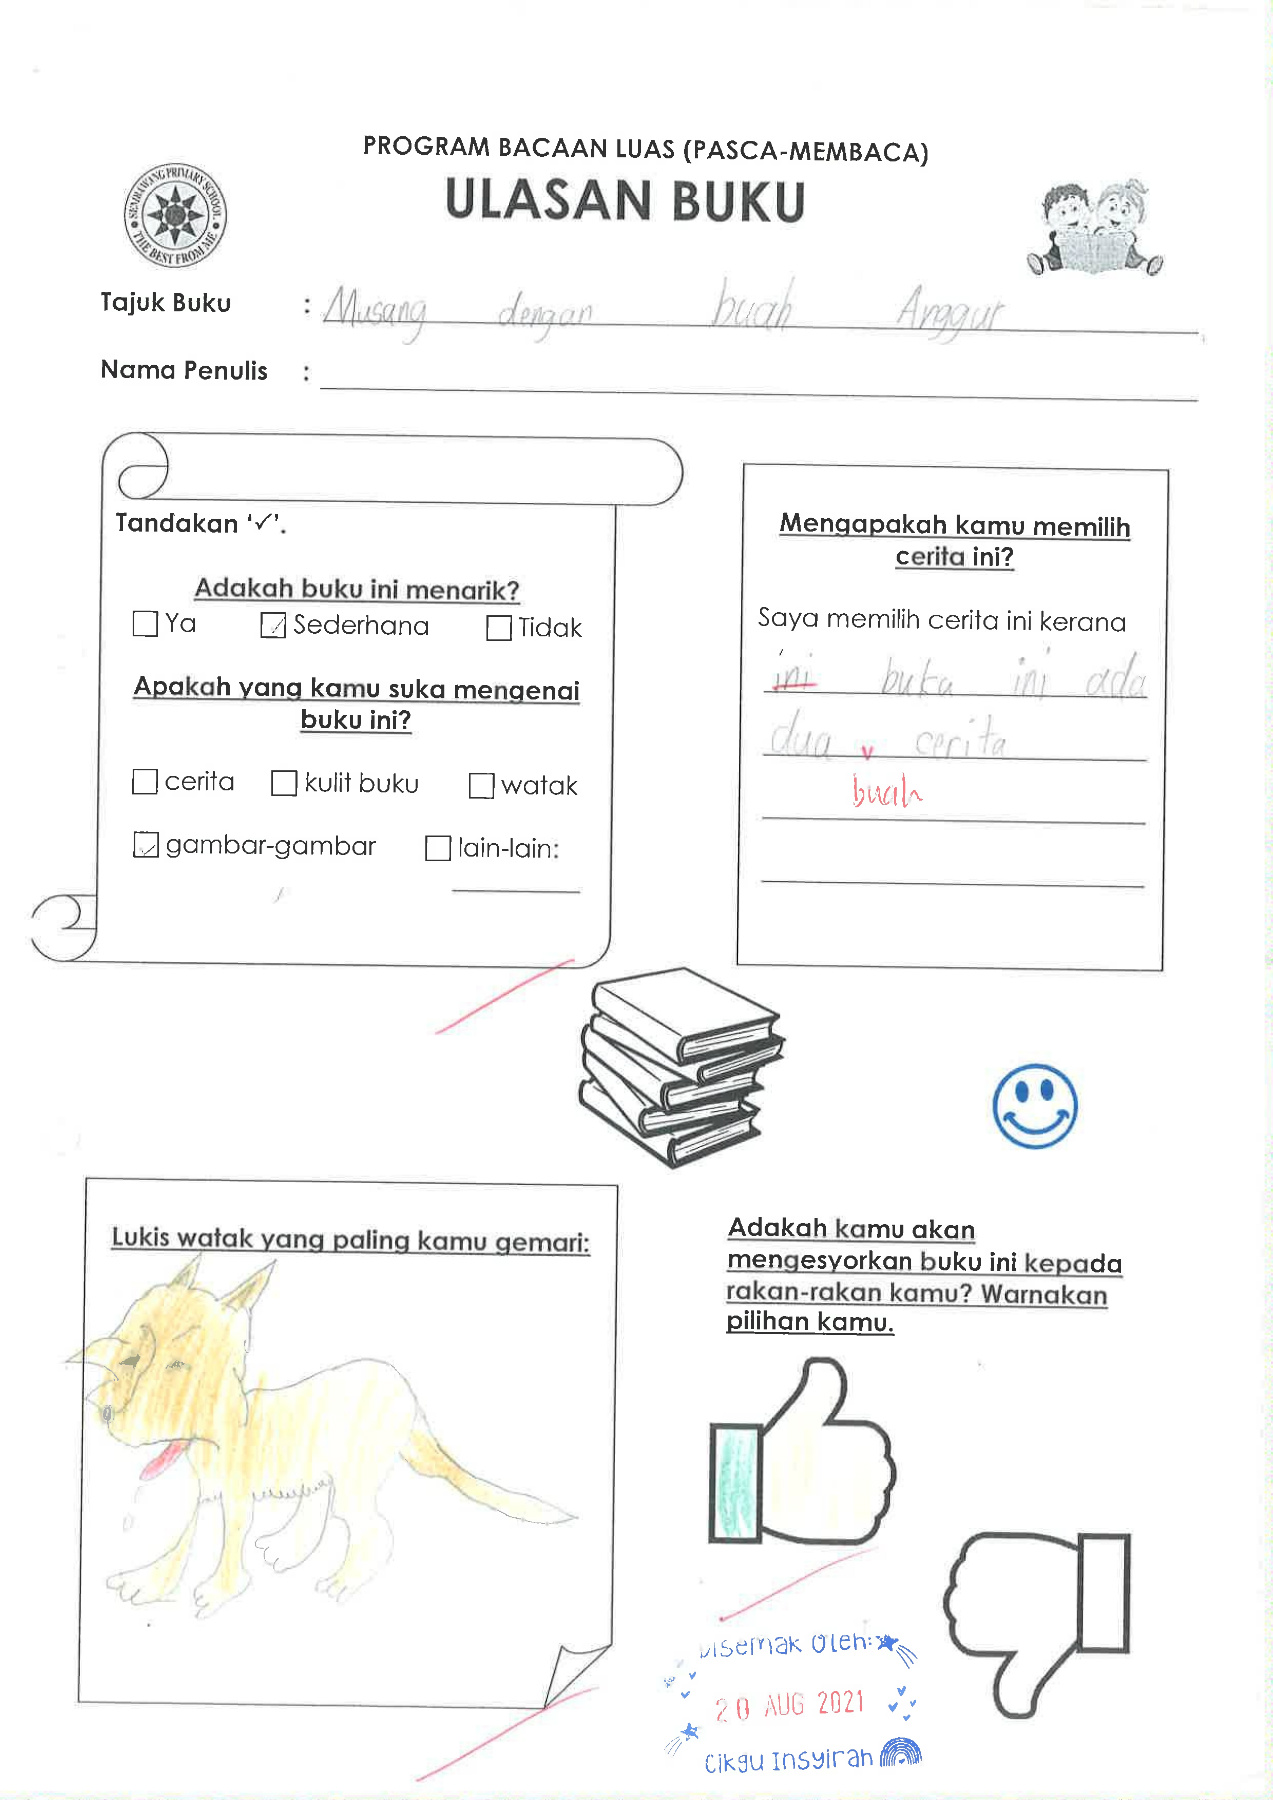 PROGRAM BACAAN LUAS (PASCA-MEMBACA)
ULASAN BUKU
SEMBAWANG PRIMARY SCHOOL
THE BEST FROM ME
Tajuk Buku : Musang dengan buah Anggur
Nama Penulis :
Tandakan '✓'.
Adakah buku ini menarik?
Ya Sederhana Tidak
Apakah yang kamu suka mengenai
buku ini?
cerita kulit buku watak
gambar-gambar lain-lain:
Mengapakah kamu memilih
cerita ini?
Saya memilih cerita ini kerana
ini buku ini ada
dua cerita
buah
Lukis watak yang paling kamu gemari:
Adakah kamu akan
mengesyorkan buku ini kepada
rakan-rakan kamu? Warnakan
pilihan kamu.
Disemak Oleh:
20 AUG 2021
Cikgu Insyirah